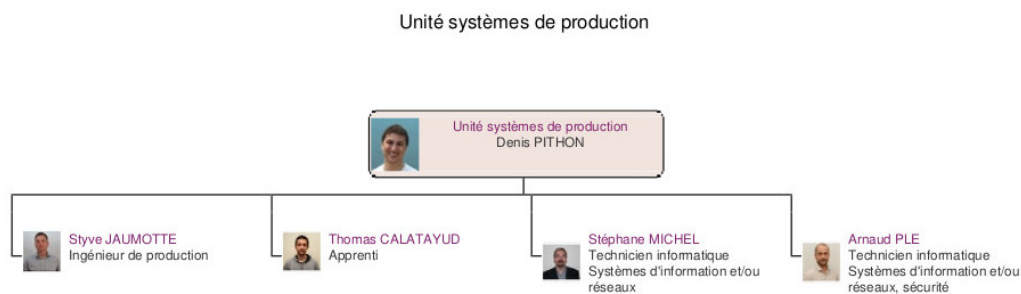 Unité systèmes de production
Unité systèmes de production
Denis PITHON
Styve JAUMOTTE
Ingénieur de production
Thomas CALATAYUD
Apprenti
Stéphane MICHEL
Technicien informatique
Systèmes d'information et/ou
réseaux
Arnaud PLE
Technicien informatique
Systèmes d'information et/ou
réseaux, sécurité